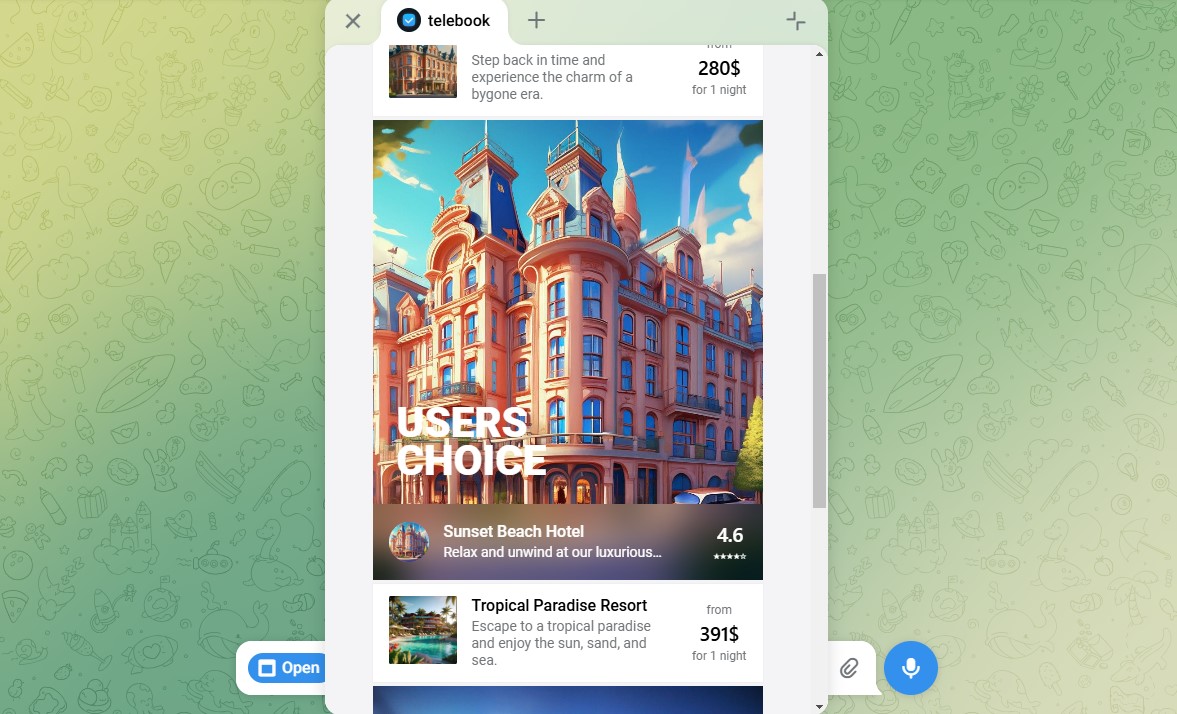 telebook
from
Step back in time and
experience the charm of a
bygone era.
280$
for 1 night
USERS
CHOICE
Sunset Beach Hotel
Relax and unwind at our luxurious...
4.6
Tropical Paradise Resort
Escape to a tropical paradise
and enjoy the sun, sand, and
sea.
from
391$
for 1 night
Open